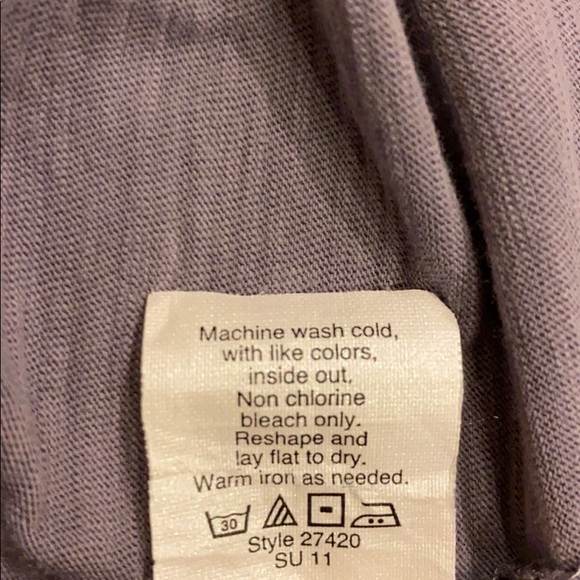 Machine wash cold,
with like colors,
inside out.
Non chlorine
bleach only.
Reshape and
lay flat to dry.
Warm iron as needed.
30
Style 27420
SU 11